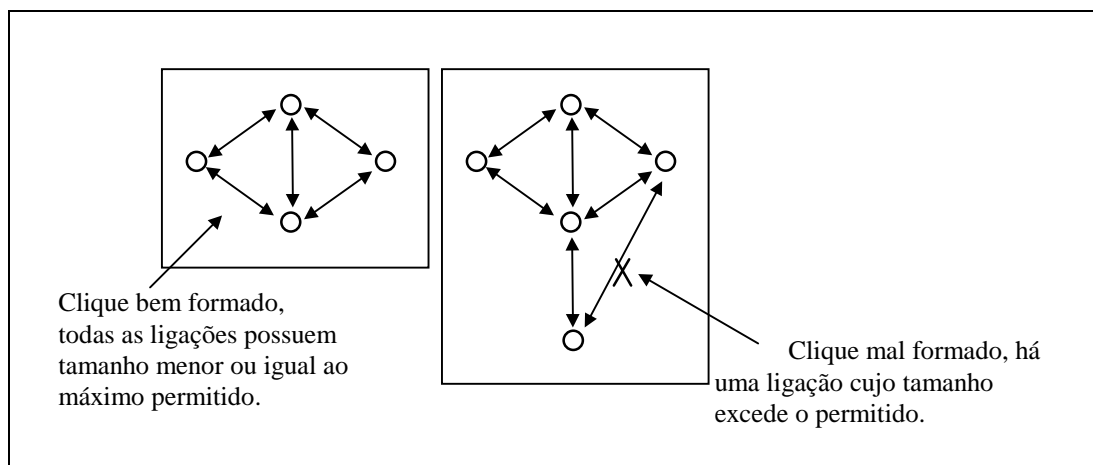 Clique bem formado,
todas as ligações possuem
tamanho menor ou igual ao
máximo permitido.
Clique mal formado, há
uma ligação cujo tamanho
excede o permitido.